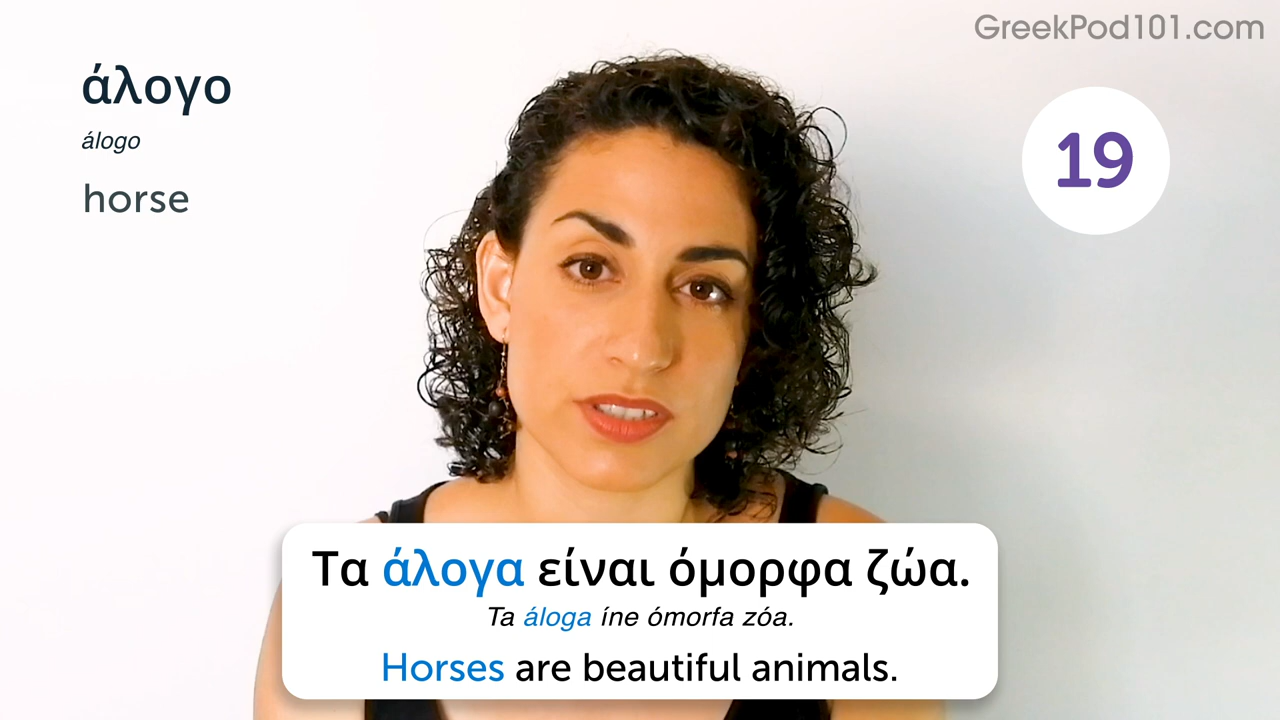 GreekPod101.com
άλογο
álogo
horse
19
Τα άλογα είναι όμορφα ζώα.
Ta áloga íne ómorfa zóa.
Horses are beautiful animals.